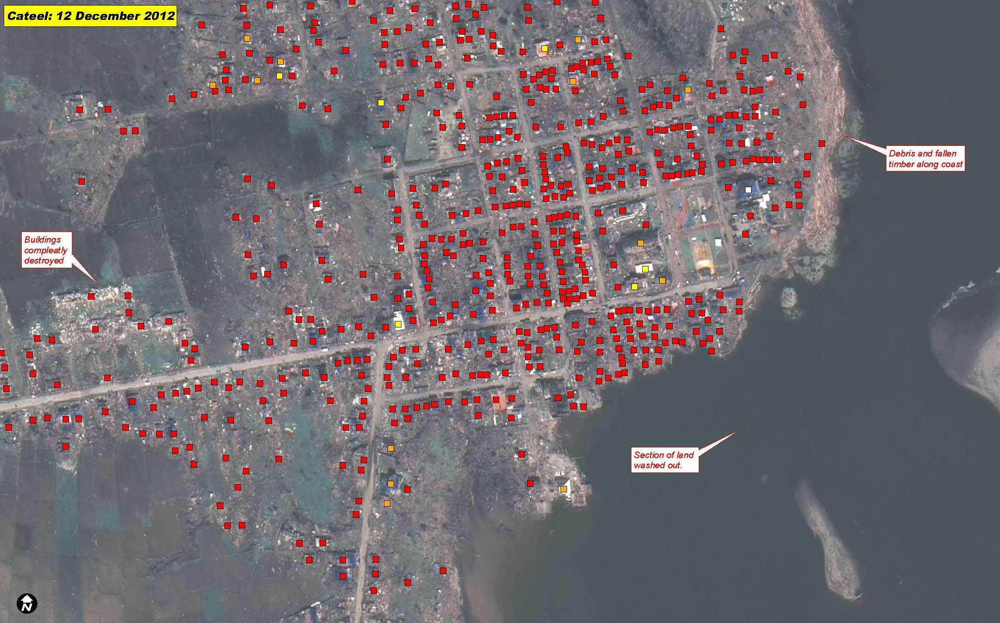 Cateel: 12 December 2012
Debris and fallen
timber along coast
Buildings
compleatly
destroyed
Section of land
washed out.
N